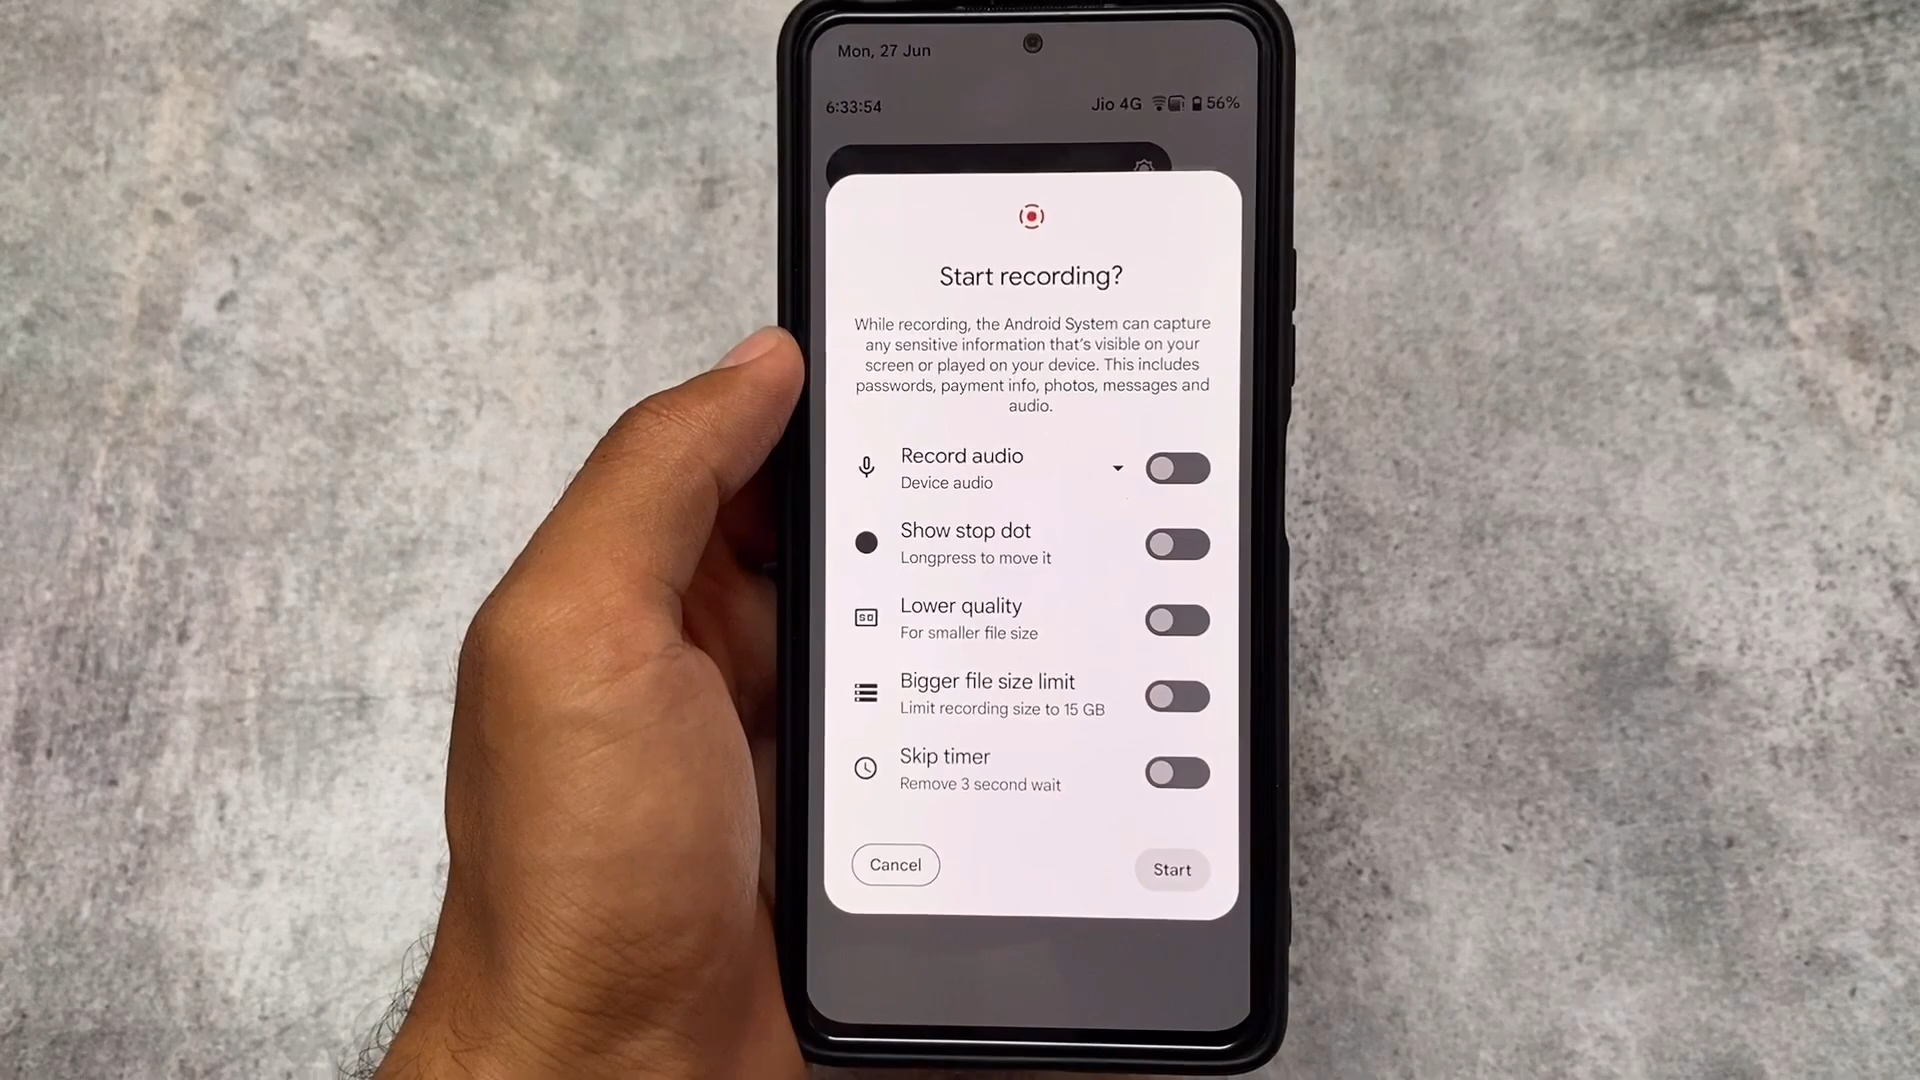 Mon, 27 Jun
6:33:54
Jio 4G 56%
Start recording?
While recording, the Android System can capture
any sensitive information that's visible on your
screen or played on your device. This includes
passwords, payment info, photos, messages and
audio.
Record audio
Device audio
Show stop dot
Longpress to move it
SD
Lower quality
For smaller file size
Bigger file size limit
Limit recording size to 15 GB
Skip timer
Remove 3 second wait
Cancel
Start